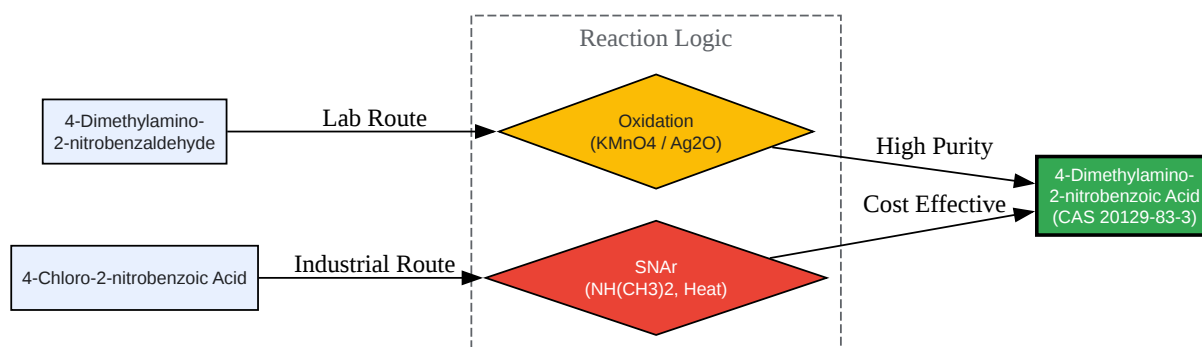 Reaction Logic
4-Dimethylamino-
2-nitrobenzaldehyde
Lab Route
Oxidation
(KMnO4 / Ag2O)
High Purity
4-Dimethylamino-
2-nitrobenzoic Acid
(CAS 20129-83-3)
Cost Effective
4-Chloro-2-nitrobenzoic Acid
Industrial Route
SNAr
(NH(CH3)2, Heat)